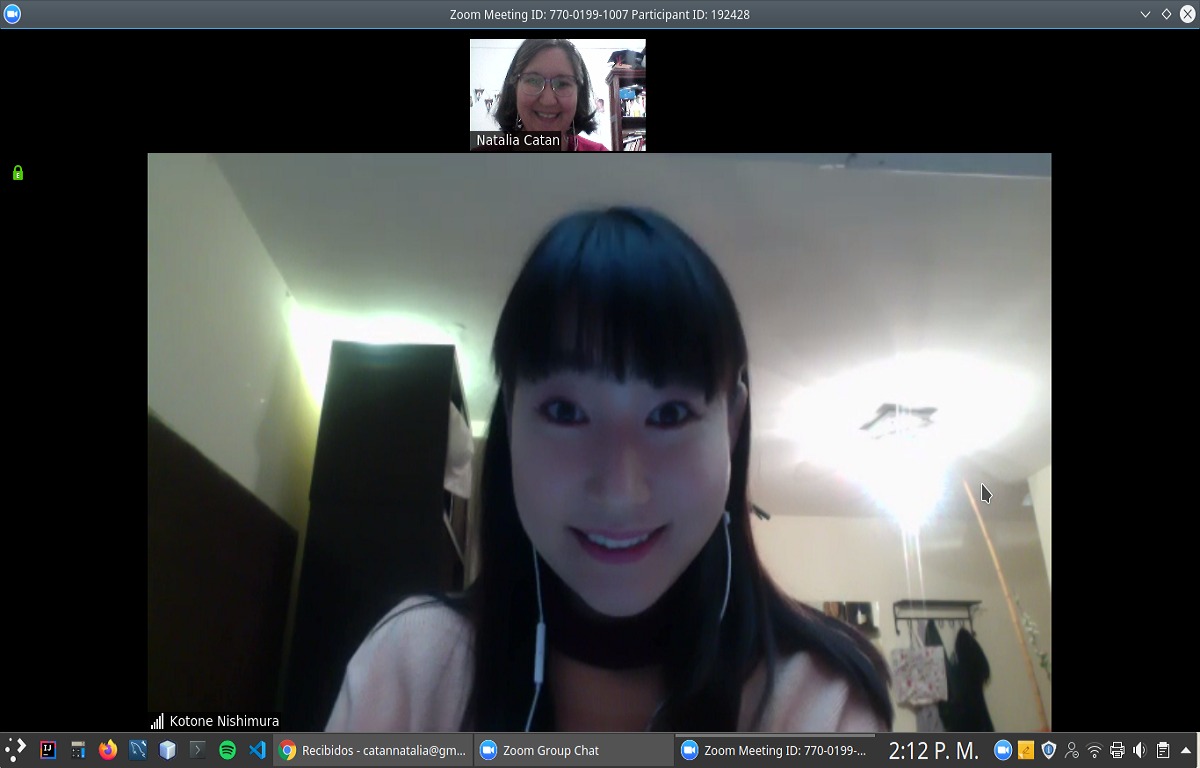 Zoom Meeting ID: 770-0199-1007 Participant ID: 192428
Natalia Catan
E
Kotone Nishimura
IJ
Recibidos - catannatalia@gm...
Zoom Group Chat
Zoom Meeting ID: 770-0199-...
2:12 P. M.